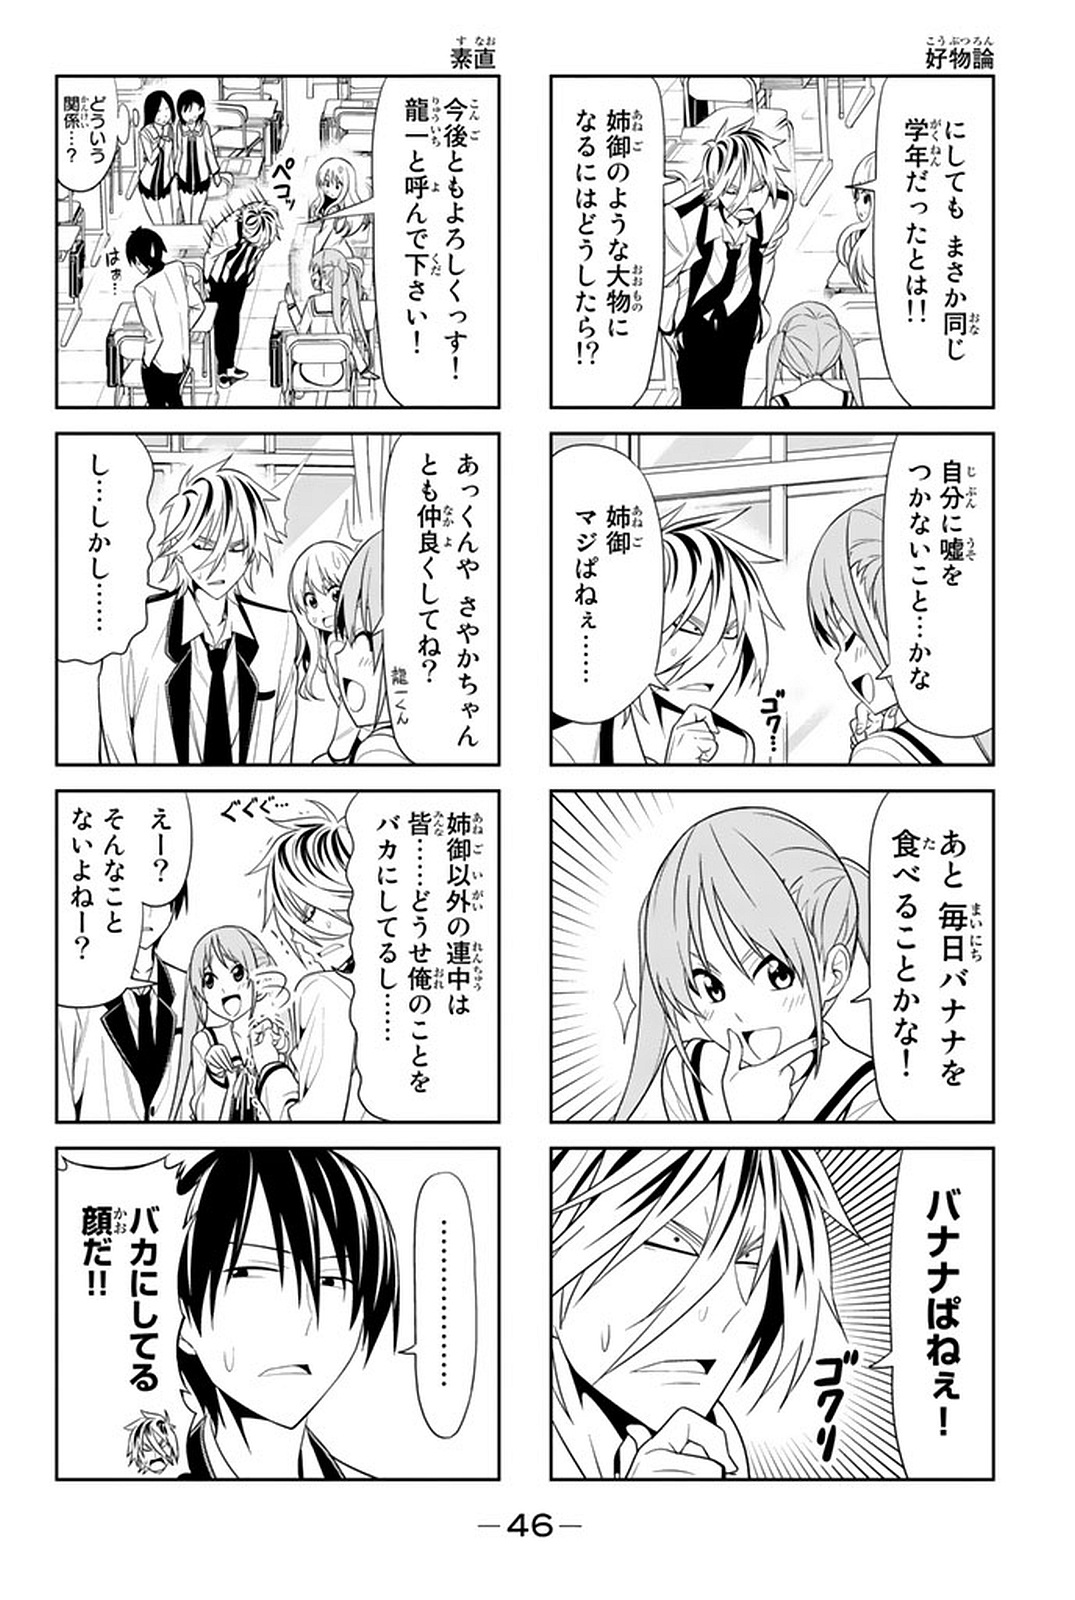 好物論
にしても まさか同じ
学年だったとは!!
姉御のような大物に
なるにはどうしたら!?
自分に嘘を
つかないこと…かな
姉御
マジぱねぇ……
ゴク…
あと 毎日バナナを
食べることかな!
バナナぱねぇ!
ゴクリ
素直
今後ともよろしくっす!
龍一と呼んで下さい!
ペコッ
どういう
関係…?
はぁ…
あっくんや さやかちゃん
とも仲良くしてね?
龍一くん
し…しかし………
姉御以外の連中は
皆……どうせ俺のことを
バカにしてるし……
ぐぐぐ…
えー?
そんなこと
ないよねー?
…………
バカにしてる
顔だ!!
46